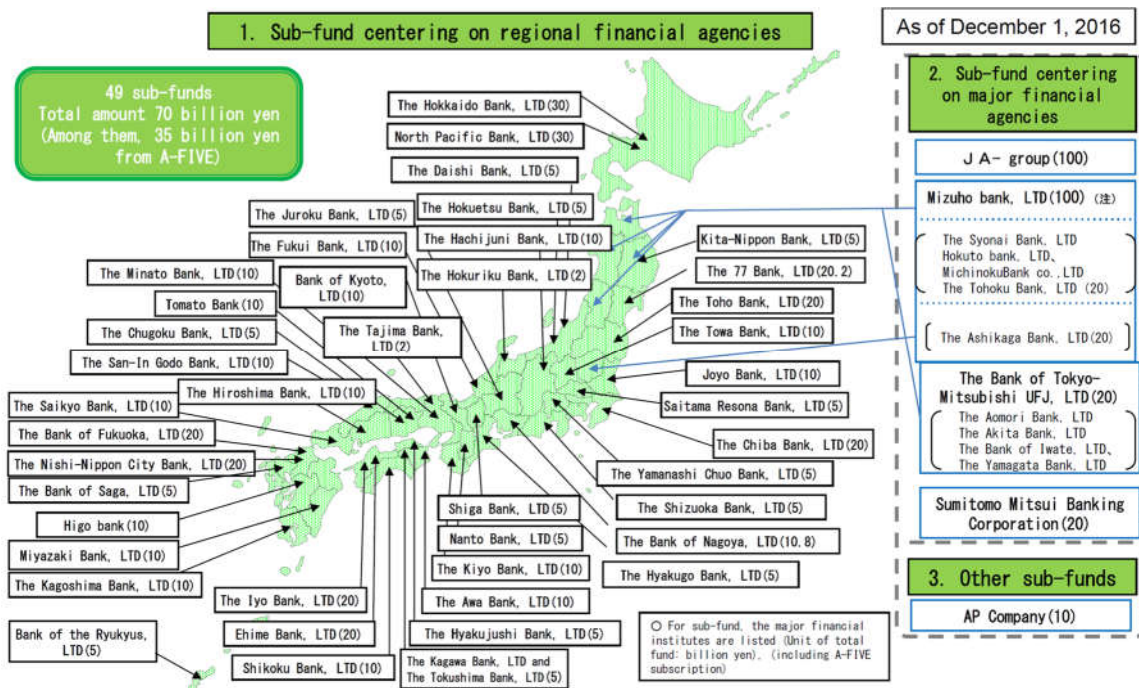 1. Sub-fund centering on regional financial agencies
As of December 1, 2016
49 sub-funds
Total amount 70 billion yen
(Among them, 35 billion yen
from A-FIVE)
The Hokkaido Bank, LTD(30)
North Pacific Bank, LTD(30)
The Daishi Bank, LTD(5)
The Juroku Bank, LTD(5)
The Hokuetsu Bank, LTD(5)
The Fukui Bank, LTD(10)
The Hachijuni Bank, LTD(10)
Kita-Nippon Bank, LTD(5)
The Minato Bank, LTD(10)
Bank of Kyoto,
LTD(10)
The Hokuriku Bank, LTD(2)
The 77 Bank, LTD(20.2)
Tomato Bank(10)
The Toho Bank, LTD(20)
The Chugoku Bank, LTD(5)
The Tajima Bank,
LTD(2)
The Towa Bank, LTD(10)
The San-In Godo Bank, LTD(10)
Joyo Bank, LTD(10)
The Hiroshima Bank, LTD(10)
The Saikyo Bank, LTD(10)
Saitama Resona Bank, LTD(5)
The Bank of Fukuoka, LTD(20)
The Chiba Bank, LTD(20)
The Nishi-Nippon City Bank, LTD(20)
The Yamanashi Chuo Bank, LTD(5)
The Bank of Saga, LTD(5)
Shiga Bank, LTD(5)
The Shizuoka Bank, LTD(5)
Higo bank(10)
Nanto Bank, LTD(5)
The Bank of Nagoya, LTD(10.8)
Miyazaki Bank, LTD(10)
The Kiyo Bank, LTD(10)
The Hyakugo Bank, LTD(5)
The Kagoshima Bank, LTD(10)
The Iyo Bank, LTD(20)
The Awa Bank, LTD(10)
Bank of the Ryukyus,
LTD(5)
Ehime Bank, LTD(20)
The Hyakujushi Bank, LTD(5)
Shikoku Bank, LTD(10)
The Kagawa Bank, LTD and
The Tokushima Bank, LTD(5)
○ For sub-fund, the major financial
institutes are listed (Unit of total
fund: billion yen). (including A-FIVE
subscription)
2. Sub-fund centering
on major financial
agencies
JA- group(100)
Mizuho bank, LTD(100) (注)
The Syonai Bank, LTD
Hokuto bank, LTD、
MichinokuBank co.,LTD
The Tohoku Bank, LTD (20)
The Ashikaga Bank, LTD(20)
The Bank of Tokyo-
Mitsubishi UFJ, LTD(20)
The Aomori Bank, LTD
The Akita Bank, LTD
The Bank of Iwate, LTD、
The Yamagata Bank, LTD
Sumitomo Mitsui Banking
Corporation(20)
3. Other sub-funds
AP Company(10)